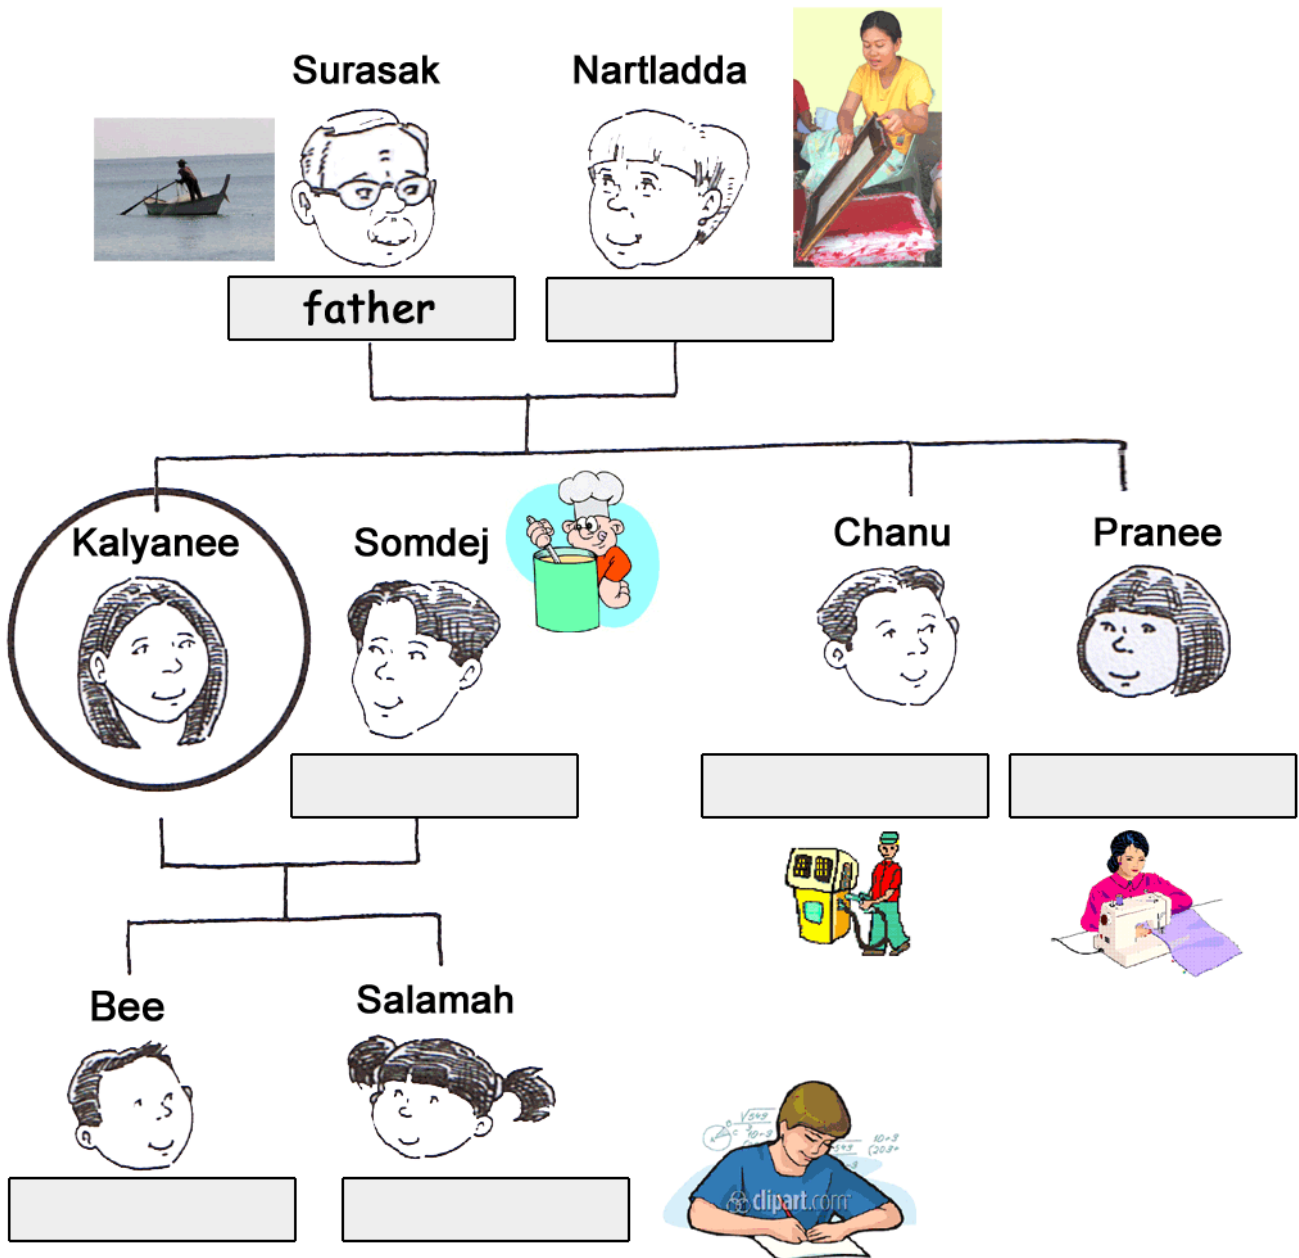 Surasak
Nartladda
father
Kalyanee
Somdej
Chanu
Pranee
Bee
Salamah
clipart.com